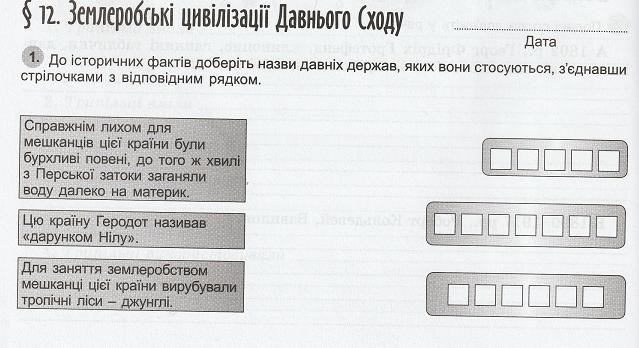 § 12. Землеробські цивілізації Давнього Сходу
Дата
1. До історичних фактів доберіть назви давніх держав, яких вони стосуються, з'єднавши
стрілочками з відповідним рядком.
Справжнім лихом для
мешканців цієї країни були
бурхливі повені, до того ж хвилі
з Перської затоки заганяли
воду далеко на материк.
Цю країну Геродот називав
«дарунком Нілу».
Для заняття землеробством
мешканці цієї країни вирубували
тропічні ліси – джунглі.